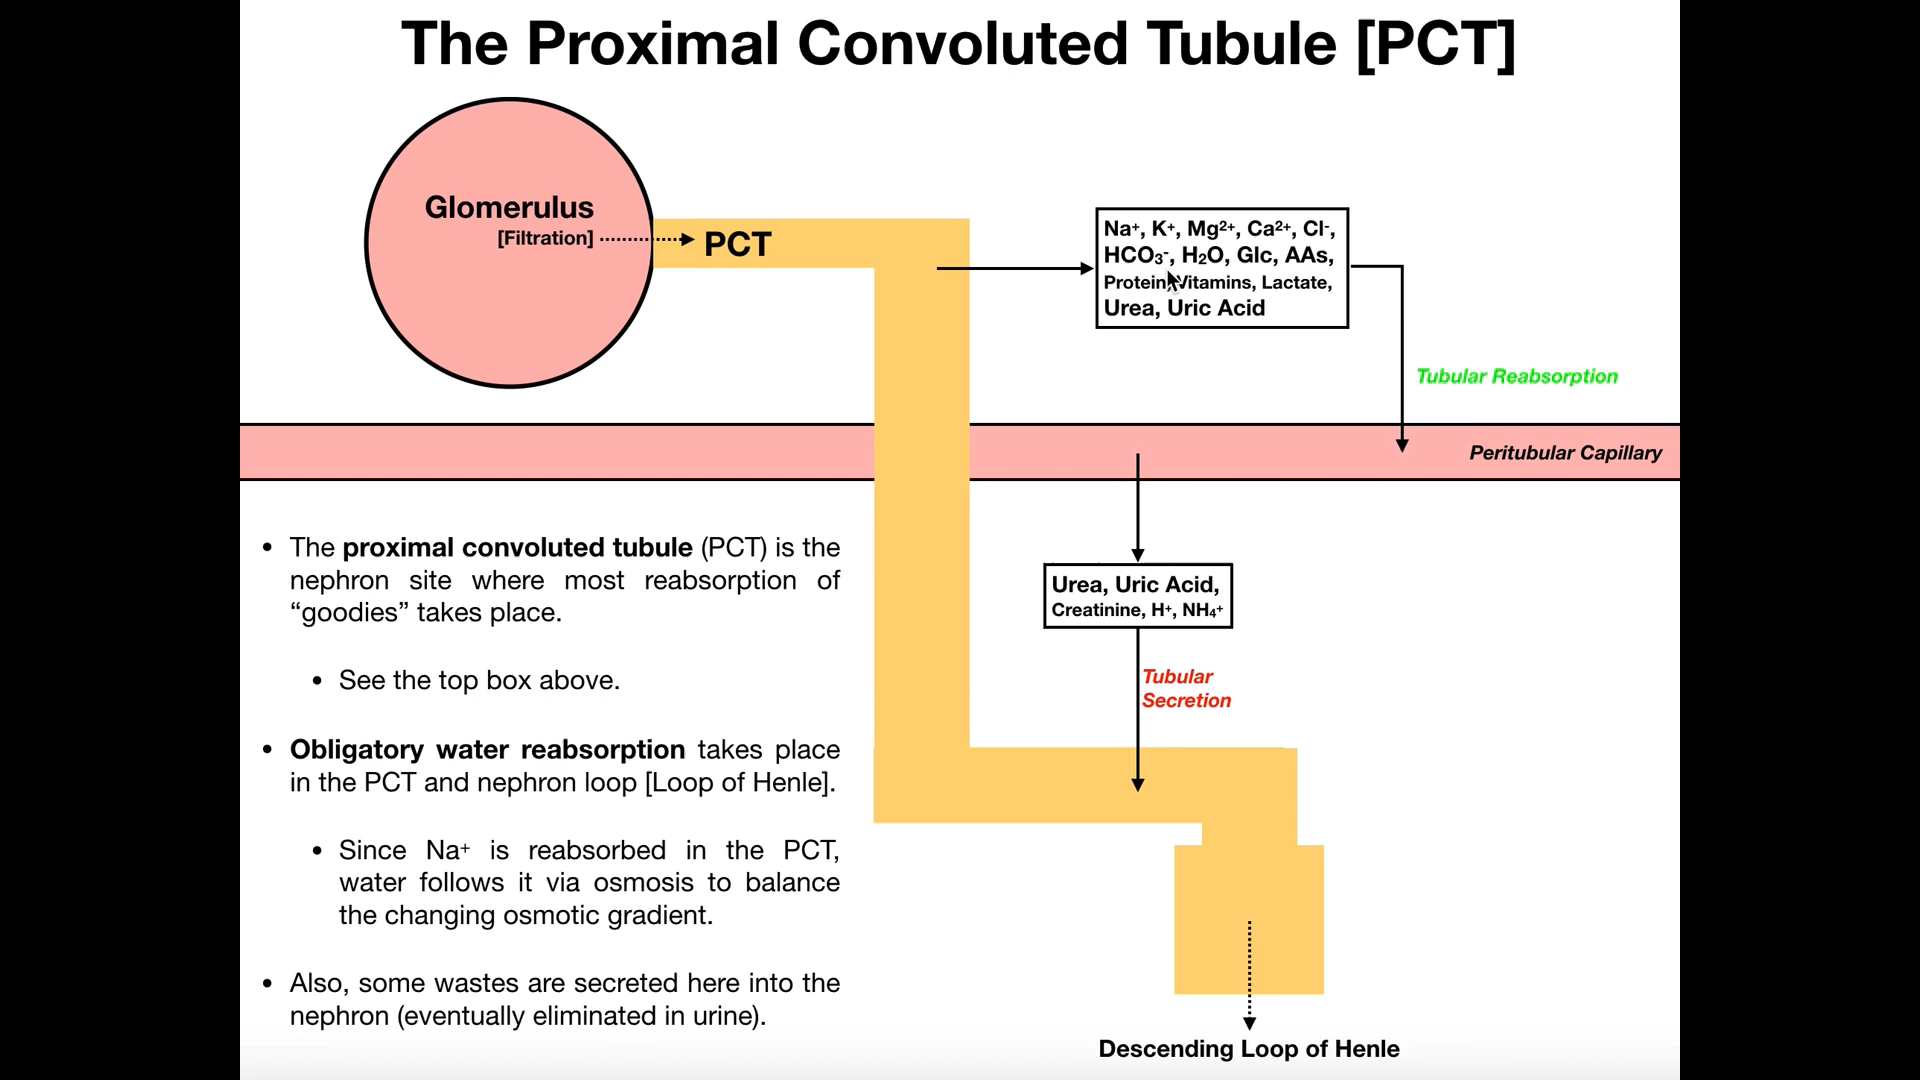 The Proximal Convoluted Tubule [PCT]
Glomerulus
[Filtration]
PCT
Na⁺, K⁺, Mg²⁺, Ca²⁺, Cl⁻,
HCO₃⁻, H₂O, Glc, AAs,
Protein, Vitamins, Lactate,
Urea, Uric Acid
Tubular Reabsorption
Peritubular Capillary
• The proximal convoluted tubule (PCT) is the
nephron site where most reabsorption of
“goodies” takes place.
• See the top box above.
• Obligatory water reabsorption takes place
in the PCT and nephron loop [Loop of Henle].
• Since Na⁺ is reabsorbed in the PCT,
water follows it via osmosis to balance
the changing osmotic gradient.
• Also, some wastes are secreted here into the
nephron (eventually eliminated in urine).
Urea, Uric Acid,
Creatinine, H⁺, NH₄⁺
Tubular
Secretion
Descending Loop of Henle